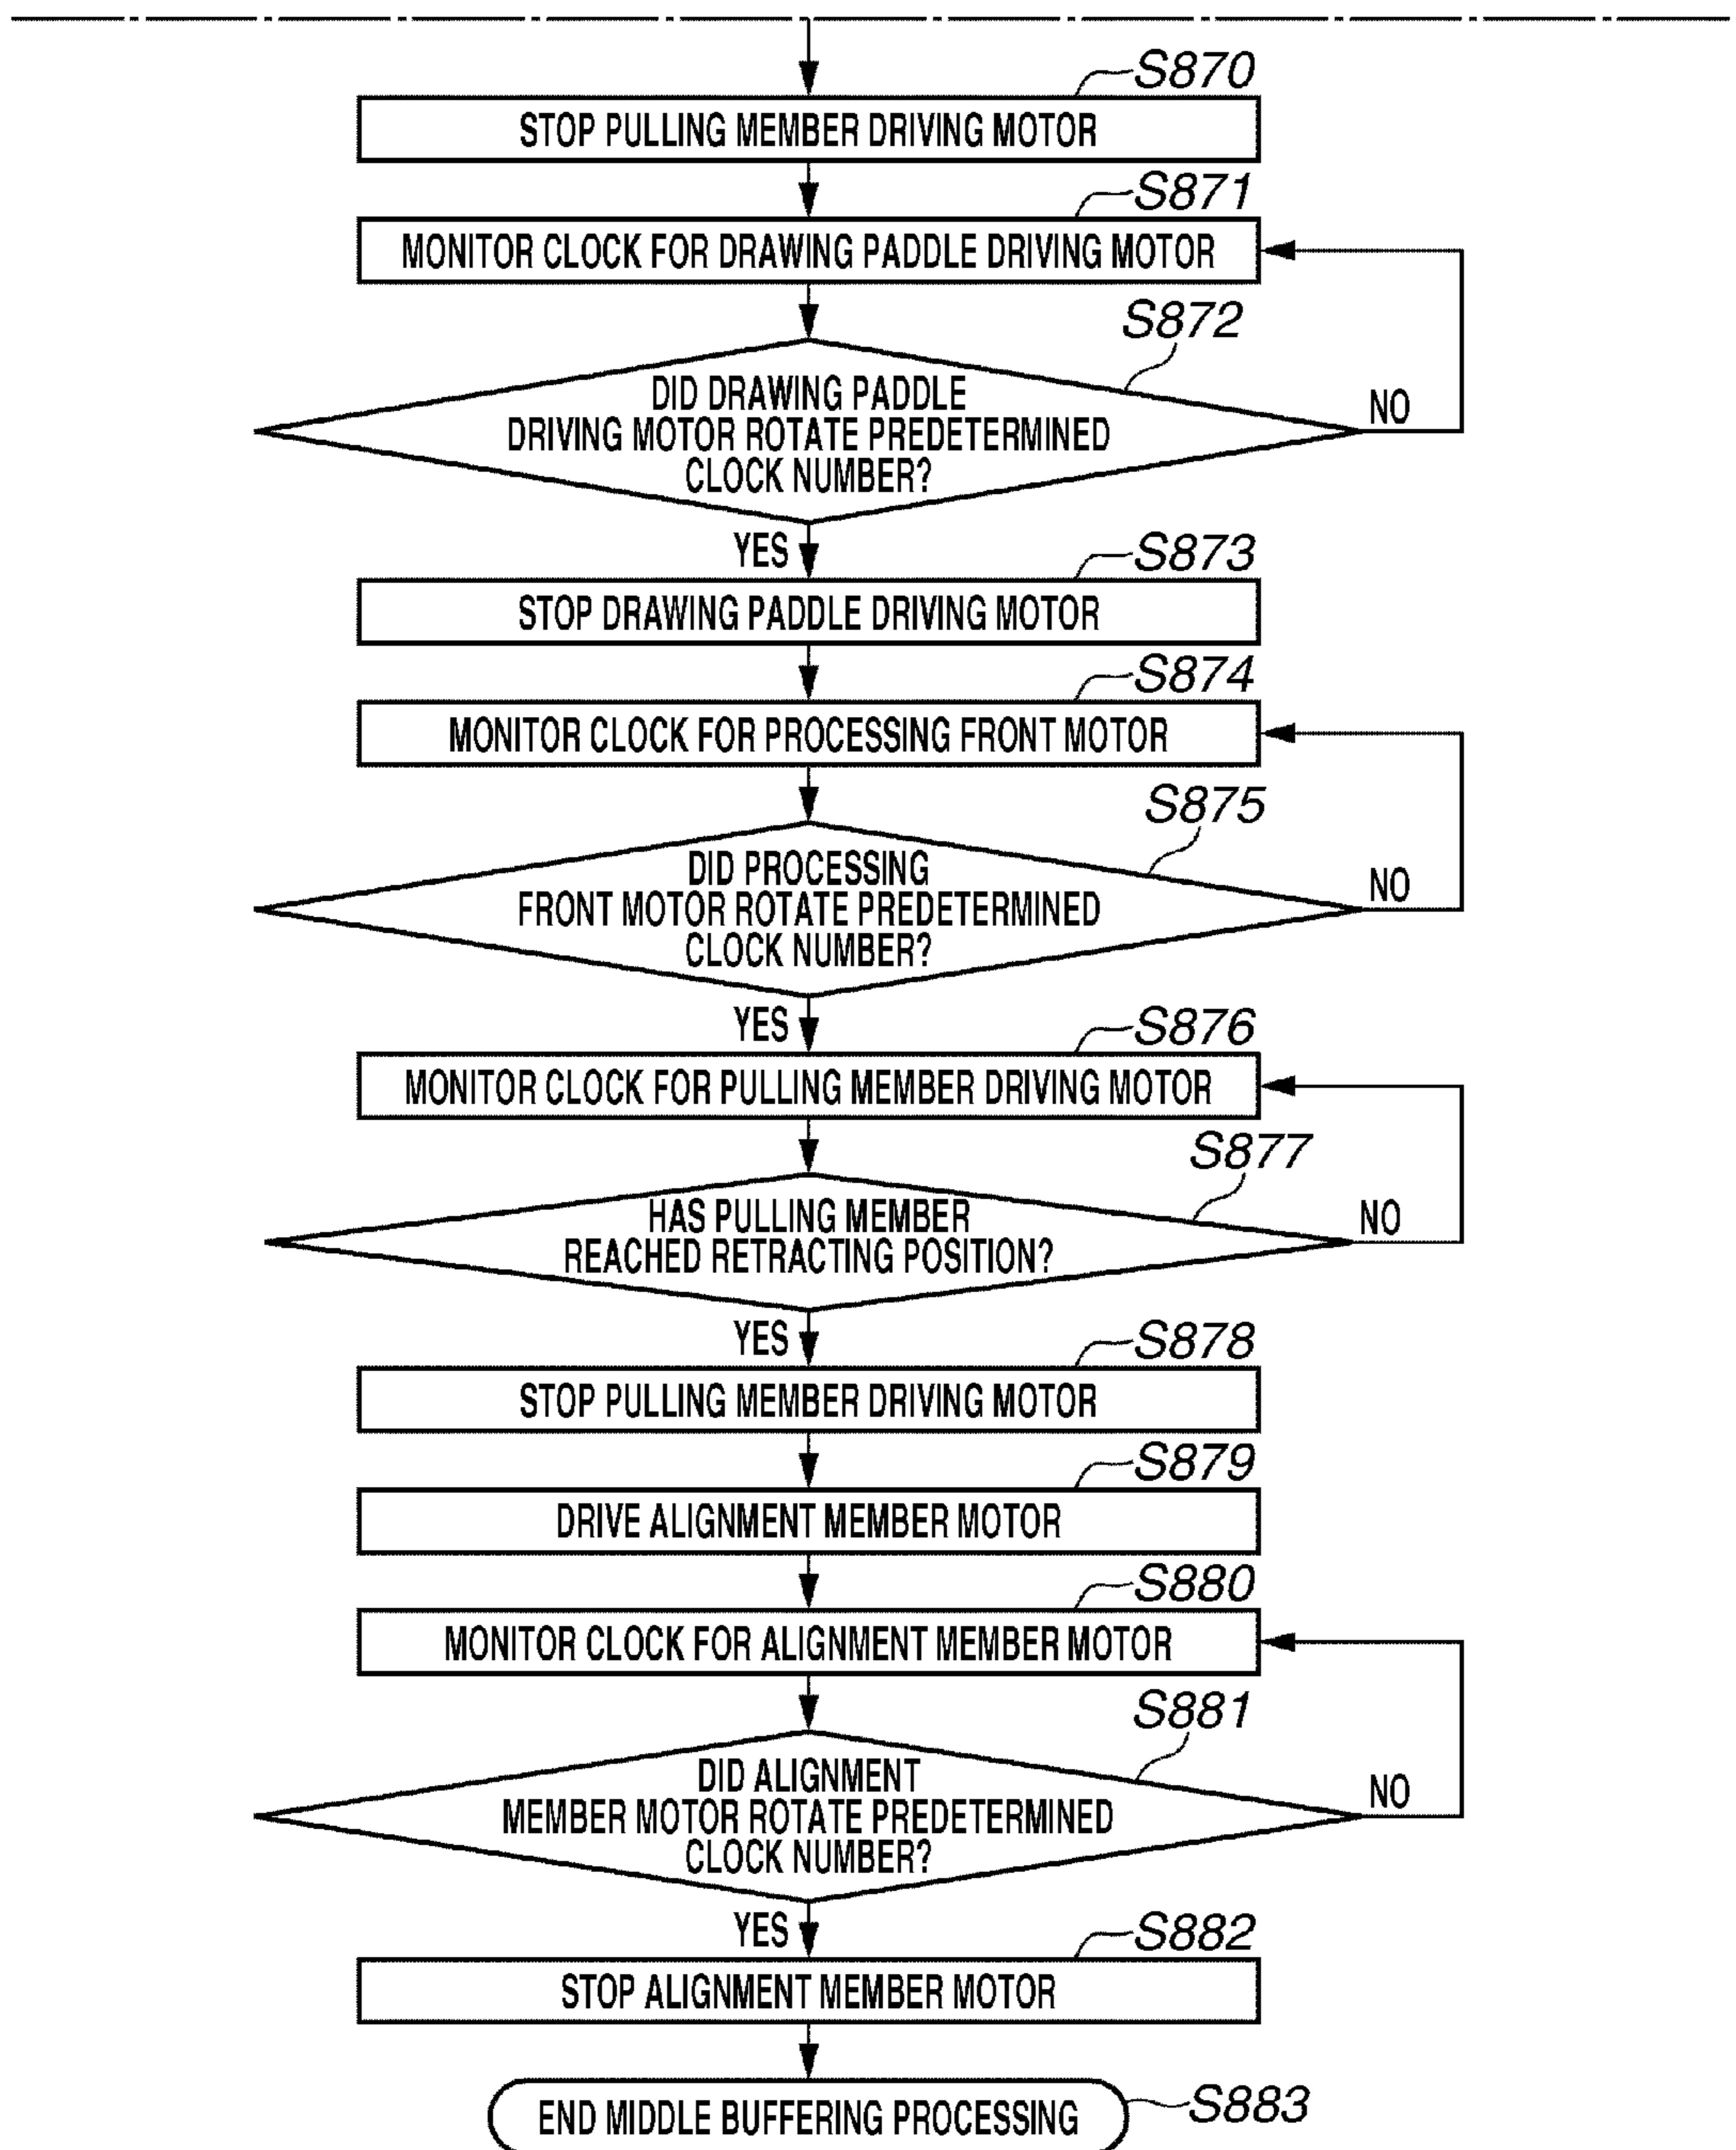 S870
STOP PULLING MEMBER DRIVING MOTOR
S871
MONITOR CLOCK FOR DRAWING PADDLE DRIVING MOTOR
S872
DID DRAWING PADDLE
DRIVING MOTOR ROTATE PREDETERMINED
CLOCK NUMBER?
NO
YES
S873
STOP DRAWING PADDLE DRIVING MOTOR
S874
MONITOR CLOCK FOR PROCESSING FRONT MOTOR
S875
DID PROCESSING
FRONT MOTOR ROTATE PREDETERMINED
CLOCK NUMBER?
NO
YES
S876
MONITOR CLOCK FOR PULLING MEMBER DRIVING MOTOR
S877
HAS PULLING MEMBER
REACHED RETRACTING POSITION?
NO
YES
S878
STOP PULLING MEMBER DRIVING MOTOR
S879
DRIVE ALIGNMENT MEMBER MOTOR
S880
MONITOR CLOCK FOR ALIGNMENT MEMBER MOTOR
S881
DID ALIGNMENT
MEMBER MOTOR ROTATE PREDETERMINED
CLOCK NUMBER?
NO
YES
S882
STOP ALIGNMENT MEMBER MOTOR
END MIDDLE BUFFERING PROCESSING
S883